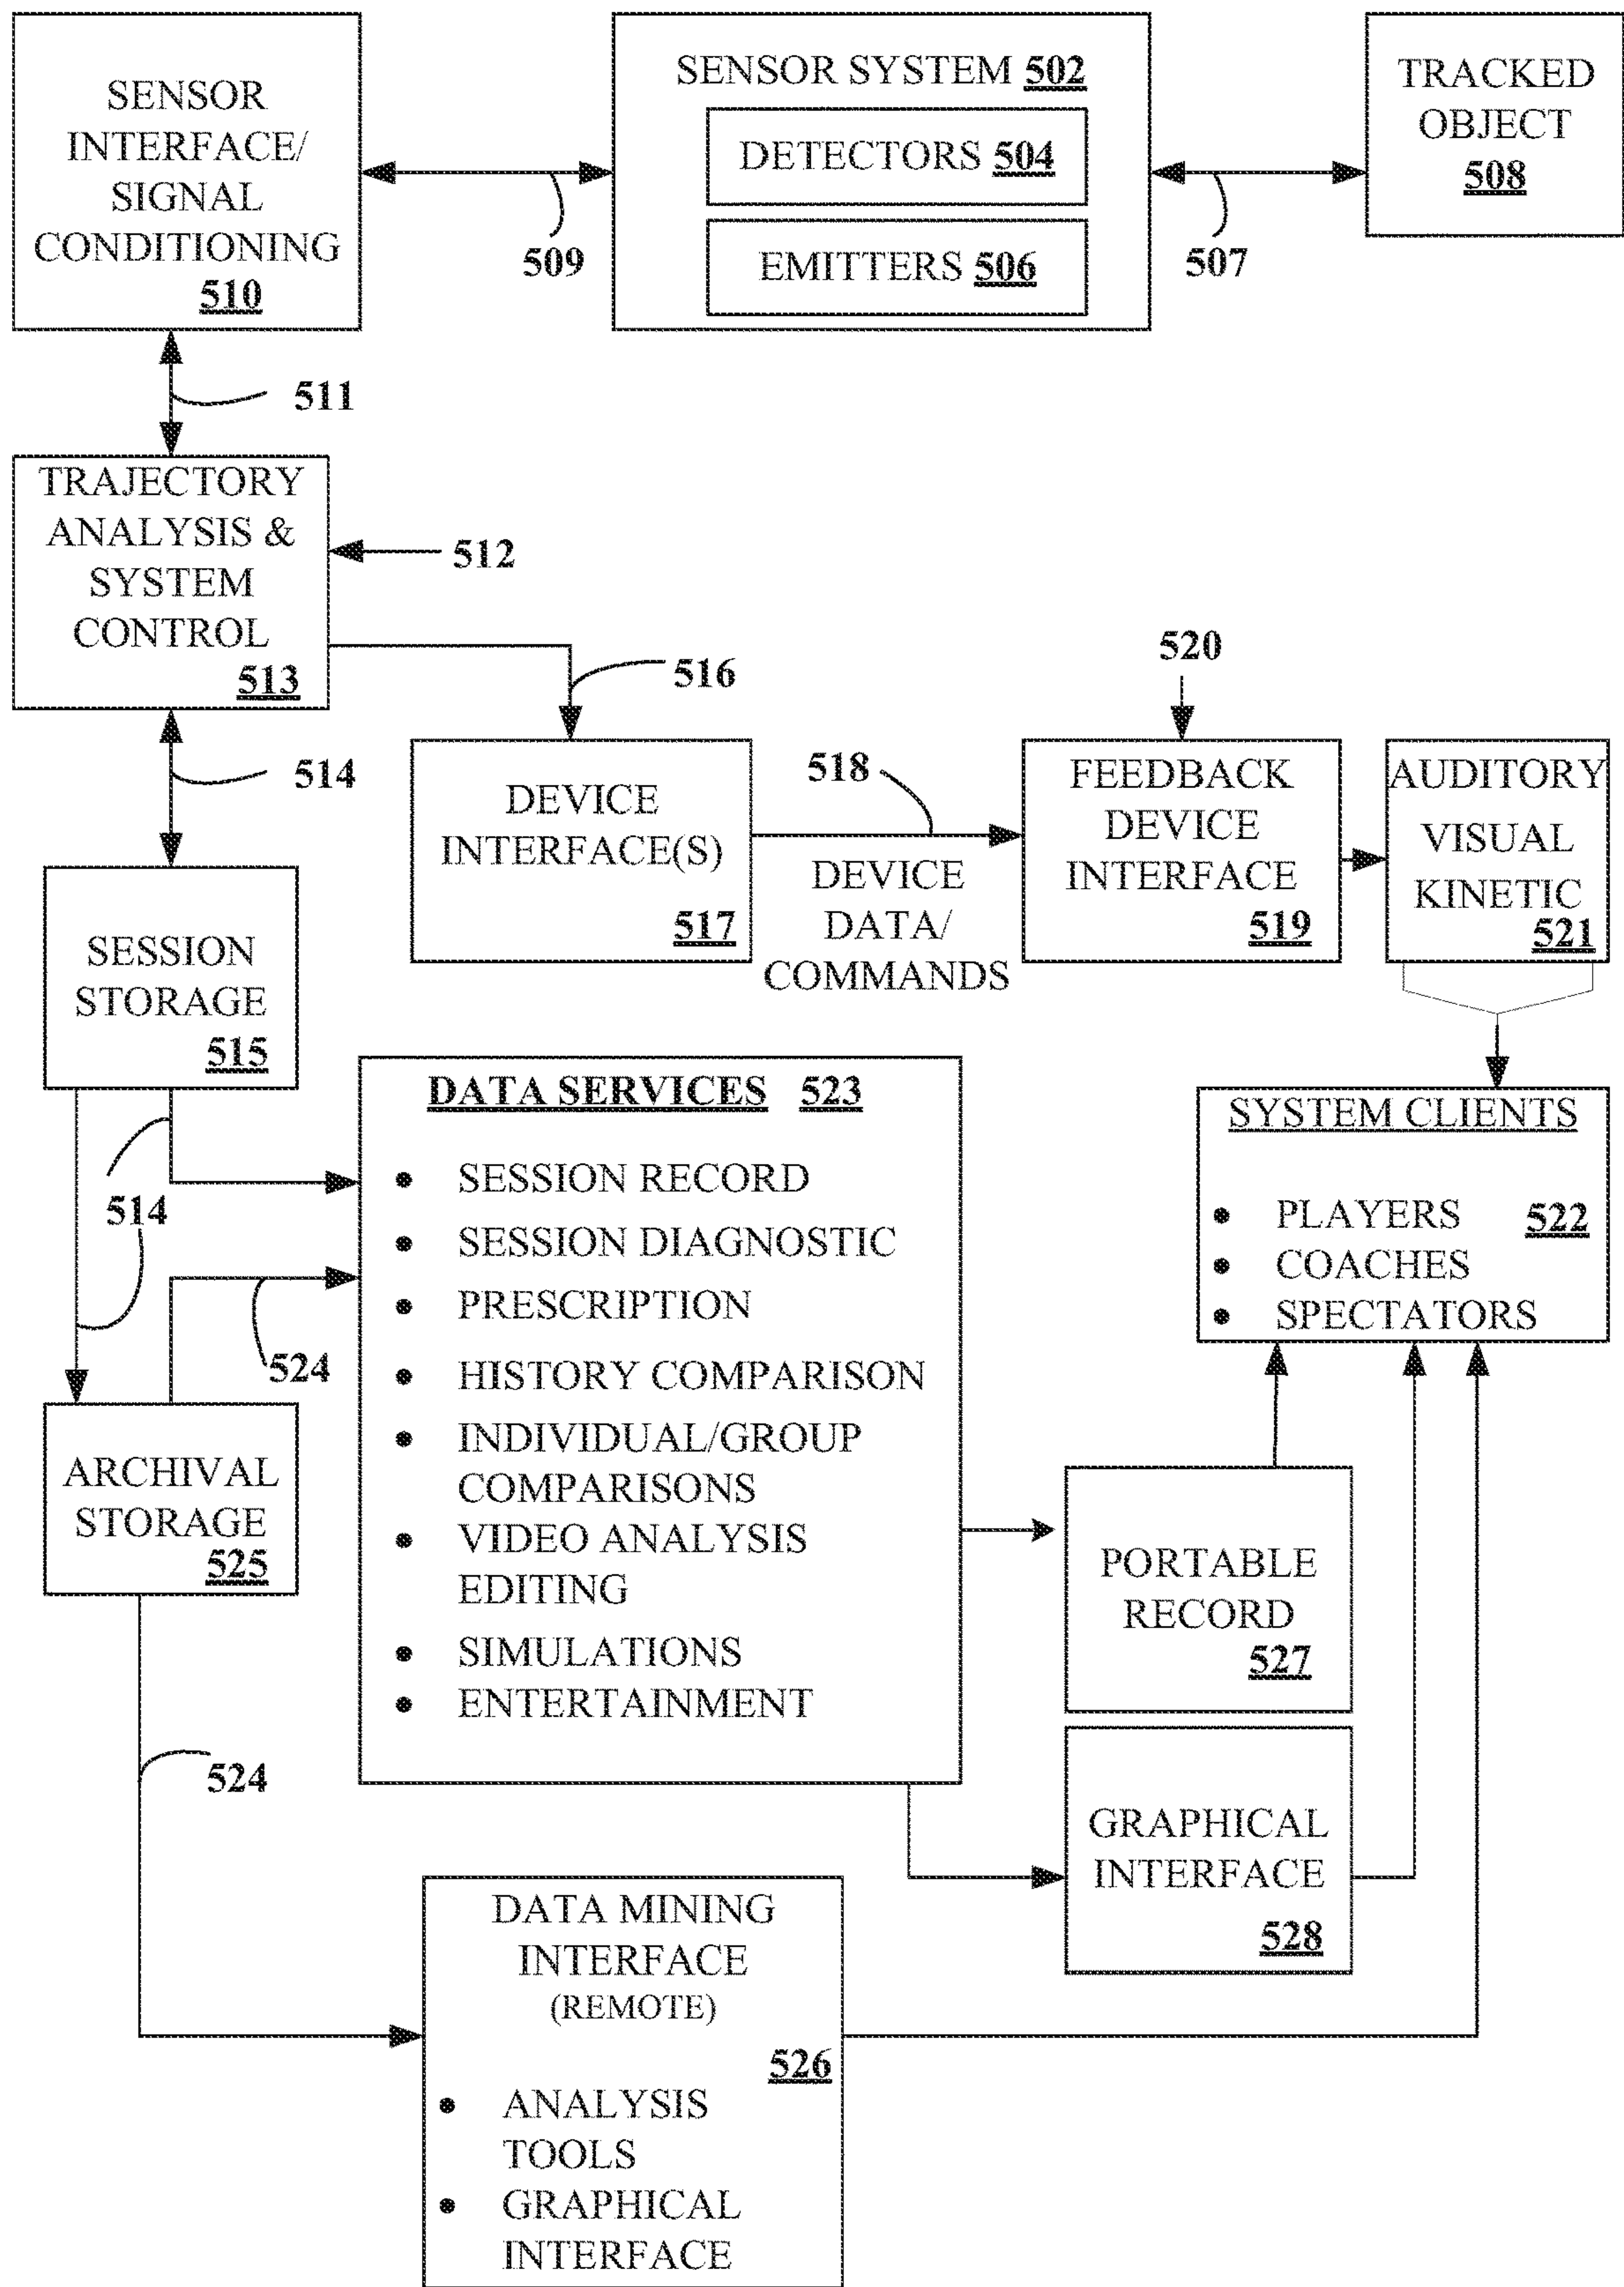 SENSOR
INTERFACE/
SIGNAL
CONDITIONING
510
SENSOR SYSTEM 502
DETECTORS 504
EMITTERS 506
TRACKED
OBJECT
508
509
507
511
TRAJECTORY
ANALYSIS &
SYSTEM
CONTROL
513
512
516
520
514
DEVICE
INTERFACE(S)
517
518
DEVICE
DATA/
COMMANDS
FEEDBACK
DEVICE
INTERFACE
519
AUDITORY
VISUAL
KINETIC
521
SESSION
STORAGE
515
514
524
ARCHIVAL
STORAGE
525
524
DATA SERVICES 523
• SESSION RECORD
• SESSION DIAGNOSTIC
• PRESCRIPTION
• HISTORY COMPARISON
• INDIVIDUAL/GROUP
COMPARISONS
• VIDEO ANALYSIS
EDITING
• SIMULATIONS
• ENTERTAINMENT
SYSTEM CLIENTS
522
• PLAYERS
• COACHES
• SPECTATORS
PORTABLE
RECORD
527
GRAPHICAL
INTERFACE
528
DATA MINING
INTERFACE
(REMOTE)
526
• ANALYSIS
TOOLS
• GRAPHICAL
INTERFACE